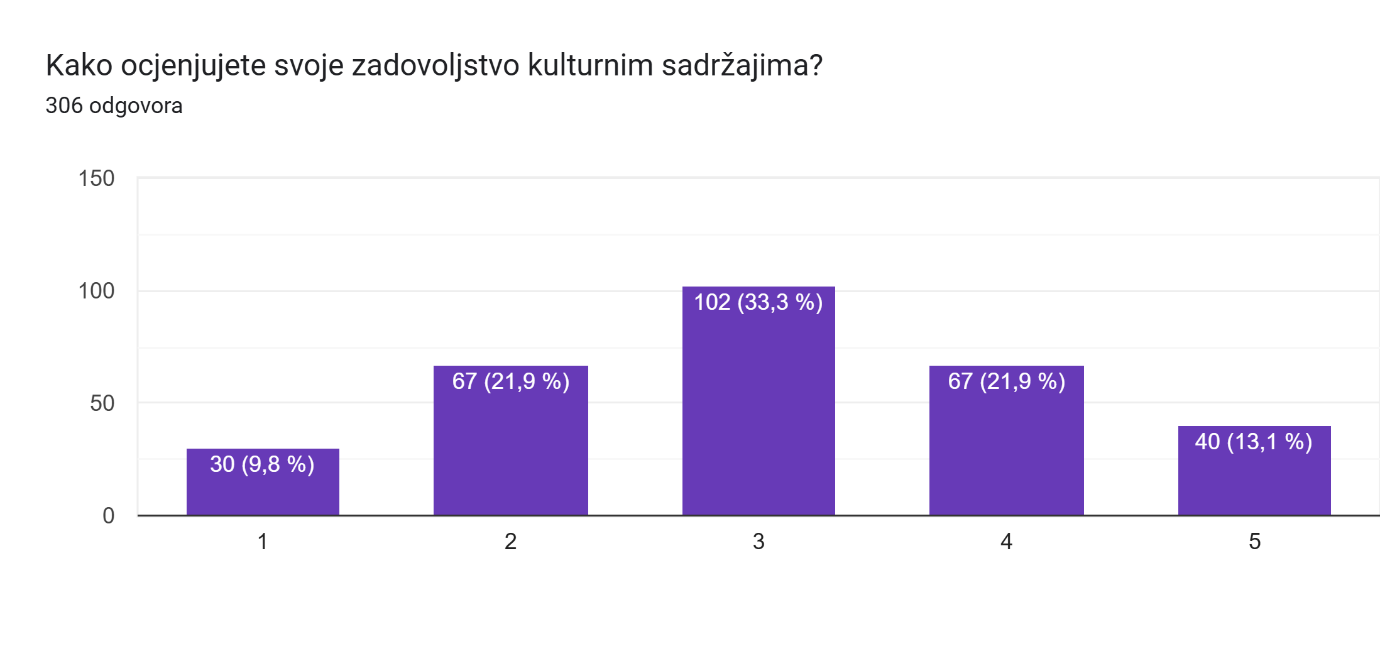 Kako ocjenjujete svoje zadovoljstvo kulturnim sadržajima?
306 odgovora
150
100
50
0
30 (9,8 %)
67 (21,9 %)
102 (33,3 %)
67 (21,9 %)
40 (13,1 %)
1 2 3 4 5